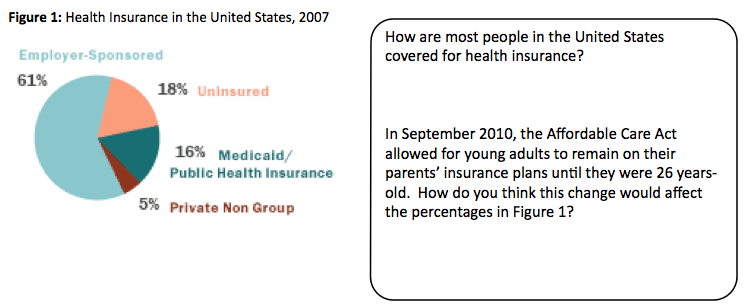 Figure 1: Health Insurance in the United States, 2007
Employer-Sponsored
61%
18% Uninsured
16% Medicaid/
Public Health Insurance
5% Private Non Group
How are most people in the United States
covered for health insurance?
In September 2010, the Affordable Care Act
allowed for young adults to remain on their
parents’ insurance plans until they were 26 years-
old.  How do you think this change would affect
the percentages in Figure 1?